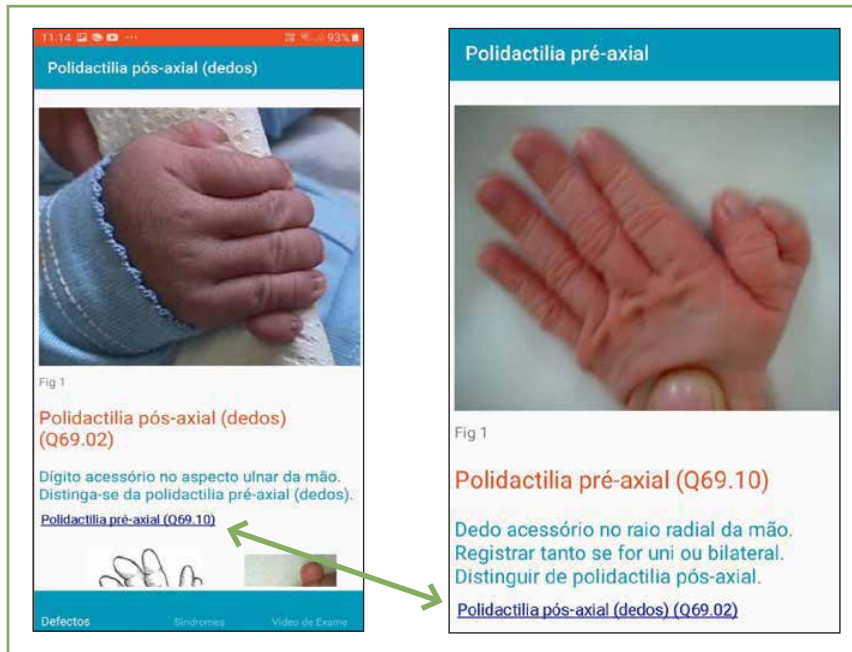 11:14
93%
Polidactilia pós-axial (dedos)
Fig 1
Polidactilia pós-axial (dedos)
(Q69.02)
Dígito acessório no aspecto ulnar da mão.
Distinga-se da polidactilia pré-axial (dedos).
Polidactilia pré-axial (Q69.10)
Defectos
Sindromes
Video de Exame
Polidactilia pré-axial
Fig 1
Polidactilia pré-axial (Q69.10)
Dedo acessório no raio radial da mão.
Registrar tanto se for uni ou bilateral.
Distinguir de polidactilia pós-axial.
Polidactilia pós-axial (dedos) (Q69.02)